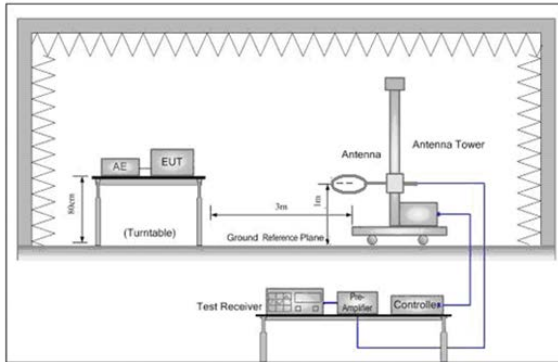 Antenna Tower
Antenna
EUT
AE
80cm
3m
1m
(Turntable)
Ground Reference Plane
Test Receiver
Pre-
Amplifier
Controller